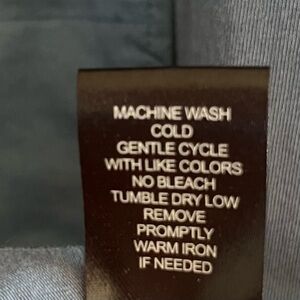 MACHINE WASH
COLD
GENTLE CYCLE
WITH LIKE COLORS
NO BLEACH
TUMBLE DRY LOW
REMOVE
PROMPTLY
WARM IRON
IF NEEDED